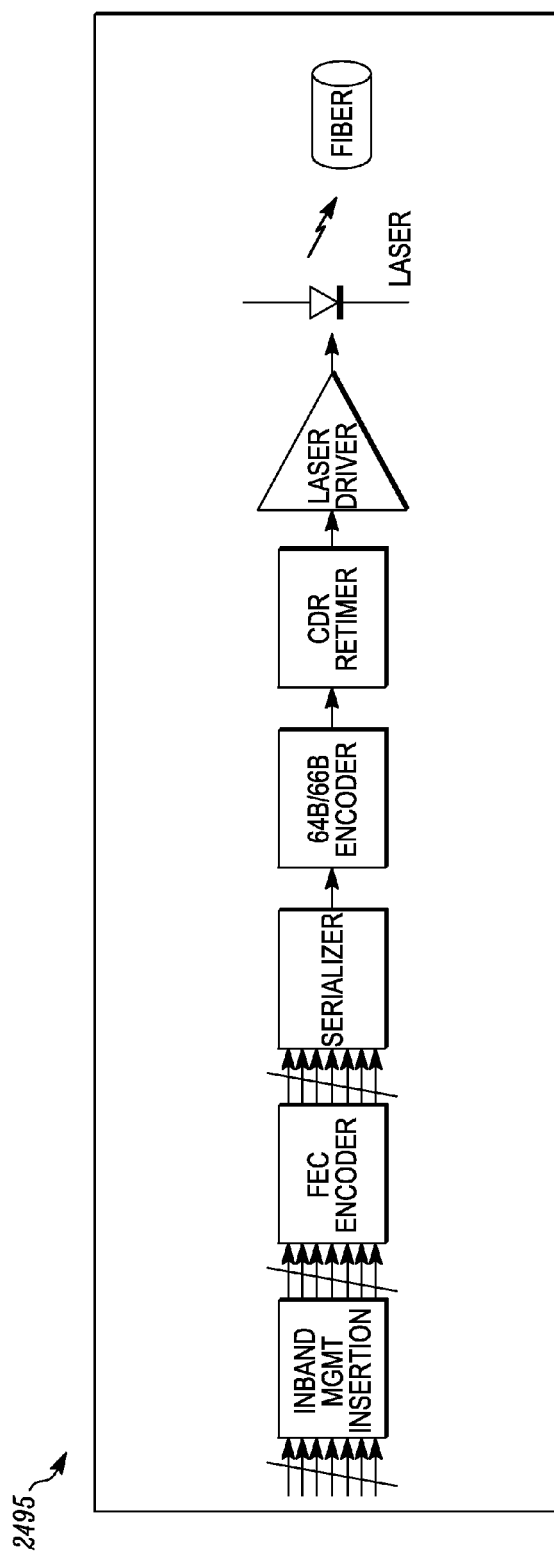 2495
INBAND
MGMT
INSERTION
FEC
ENCODER
SERIALIZER
64B/66B
ENCODER
CDR
RETIMER
LASER
DRIVER
LASER
FIBER